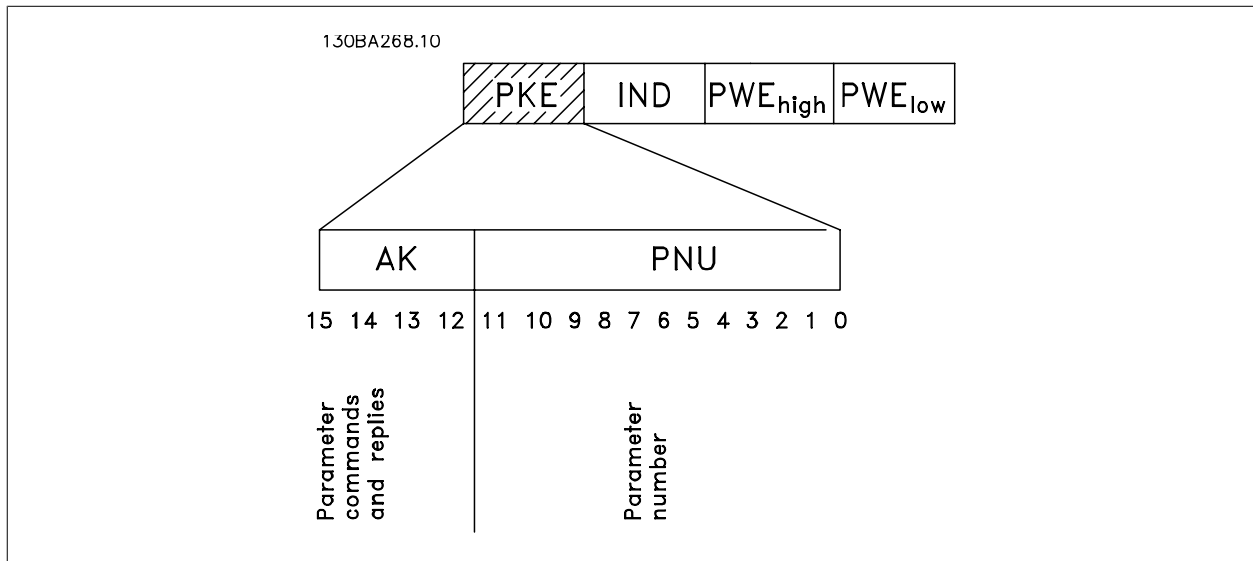 130BA268.10
PKE IND PWEhigh PWElow
AK PNU
15 14 13 12 11 10 9 8 7 6 5 4 3 2 1 0
Parameter
commands
and replies
Parameter
number